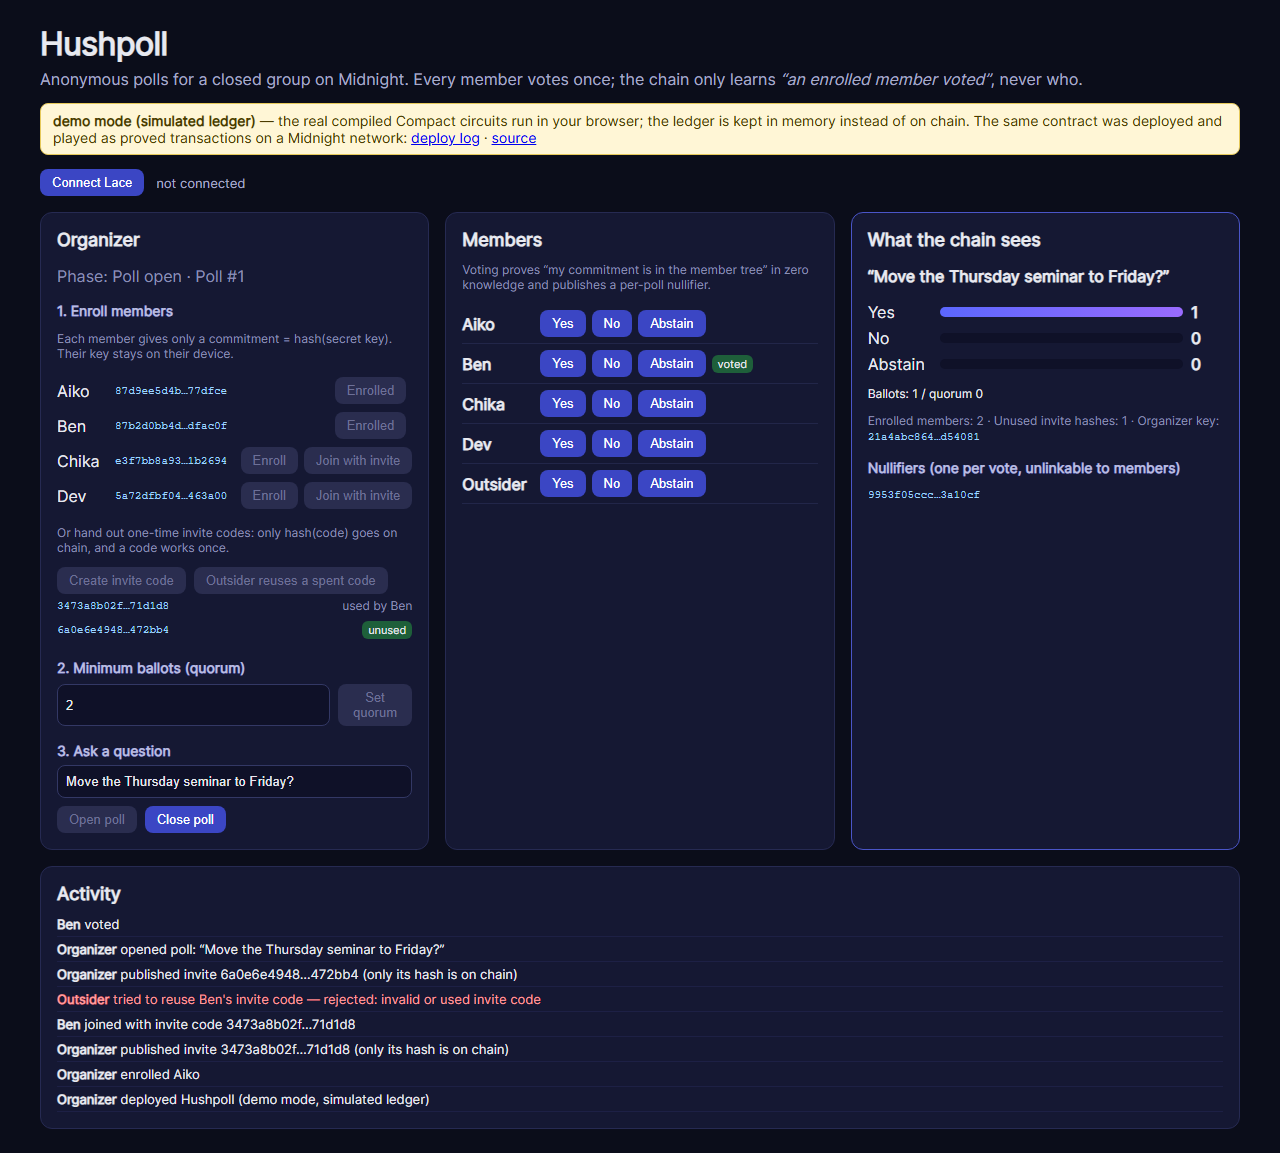 Hushpoll
Anonymous polls for a closed group on Midnight. Every member votes once; the chain only learns “an enrolled member voted”, never who.
demo mode (simulated ledger) — the real compiled Compact circuits run in your browser; the ledger is kept in memory instead of on chain. The same contract was deployed and
played as proved transactions on a Midnight network: deploy log · source
Connect Lace not connected
Organizer
Phase: Poll open · Poll #1
1. Enroll members
Each member gives only a commitment = hash(secret key).
Their key stays on their device.
Aiko 87d9ee5d4b…77dfce Enrolled
Ben 87b2d0bb4d…dfac0f Enrolled
Chika e3f7bb8a93…1b2694 Enroll Join with invite
Dev 5a72dfbf04…463a00 Enroll Join with invite
Or hand out one-time invite codes: only hash(code) goes on
chain, and a code works once.
Create invite code Outsider reuses a spent code
3473a8b02f…71d1d8 used by Ben
6a0e6e4948…472bb4 unused
2. Minimum ballots (quorum)
2 Set
quorum
3. Ask a question
Move the Thursday seminar to Friday?
Open poll Close poll
Members
Voting proves “my commitment is in the member tree” in zero
knowledge and publishes a per-poll nullifier.
Aiko Yes No Abstain
Ben Yes No Abstain voted
Chika Yes No Abstain
Dev Yes No Abstain
Outsider Yes No Abstain
What the chain sees
“Move the Thursday seminar to Friday?”
Yes 1
No 0
Abstain 0
Ballots: 1 / quorum 0
Enrolled members: 2 · Unused invite hashes: 1 · Organizer key:
21a4abc864…d54081
Nullifiers (one per vote, unlinkable to members)
9953f05ccc…3a10cf
Activity
Ben voted
Organizer opened poll: “Move the Thursday seminar to Friday?”
Organizer published invite 6a0e6e4948…472bb4 (only its hash is on chain)
Outsider tried to reuse Ben's invite code — rejected: invalid or used invite code
Ben joined with invite code 3473a8b02f…71d1d8
Organizer published invite 3473a8b02f…71d1d8 (only its hash is on chain)
Organizer enrolled Aiko
Organizer deployed Hushpoll (demo mode, simulated ledger)